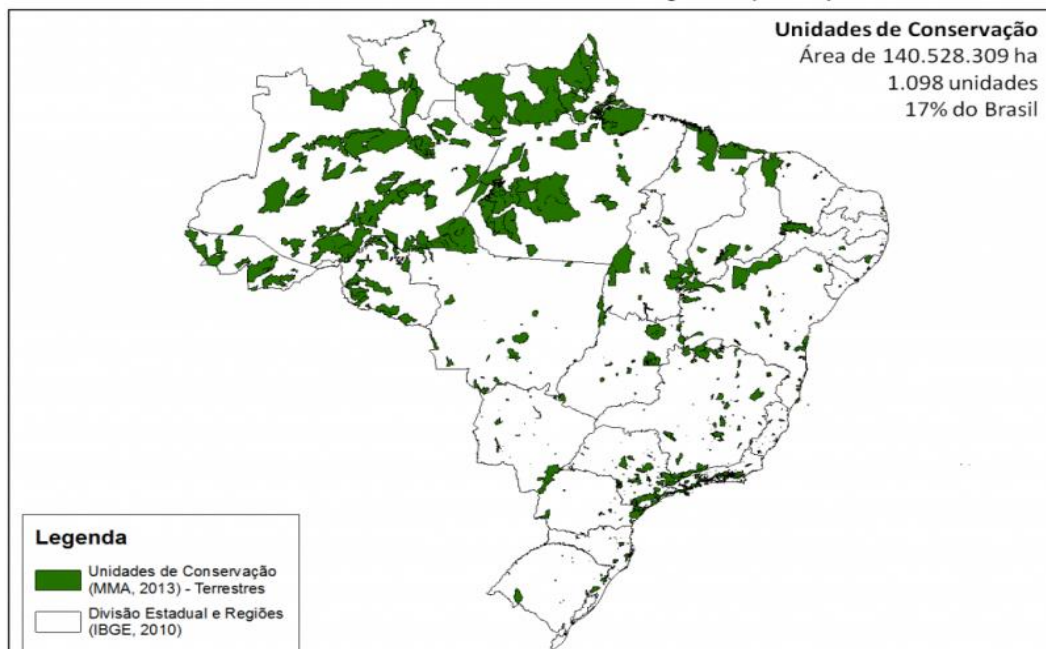 Unidades de Conservação
Área de 140.528.309 ha
1.098 unidades
17% do Brasil
Legenda
Unidades de Conservação
(MMA, 2013) - Terrestres
Divisão Estadual e Regiões
(IBGE, 2010)